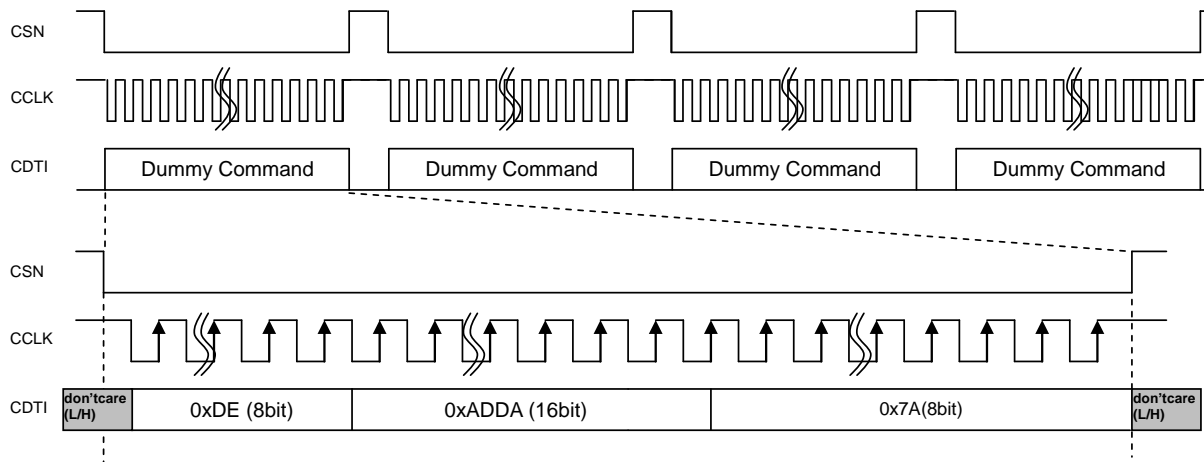 CSN
CCLK
CDTI
Dummy Command
Dummy Command
Dummy Command
Dummy Command
CSN
CCLK
CDTI
don'tcare
(L/H)
0xDE (8bit)
0xADDA (16bit)
0x7A(8bit)
don'tcare
(L/H)